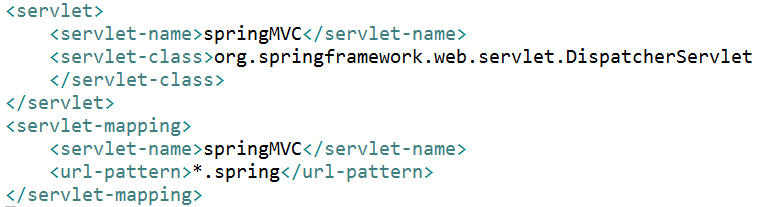 <servlet>
    <servlet-name>springMVC</servlet-name>
    <servlet-class>org.springframework.web.servlet.DispatcherServlet
    </servlet-class>
</servlet>
<servlet-mapping>
    <servlet-name>springMVC</servlet-name>
    <url-pattern>*.spring</url-pattern>
</servlet-mapping>